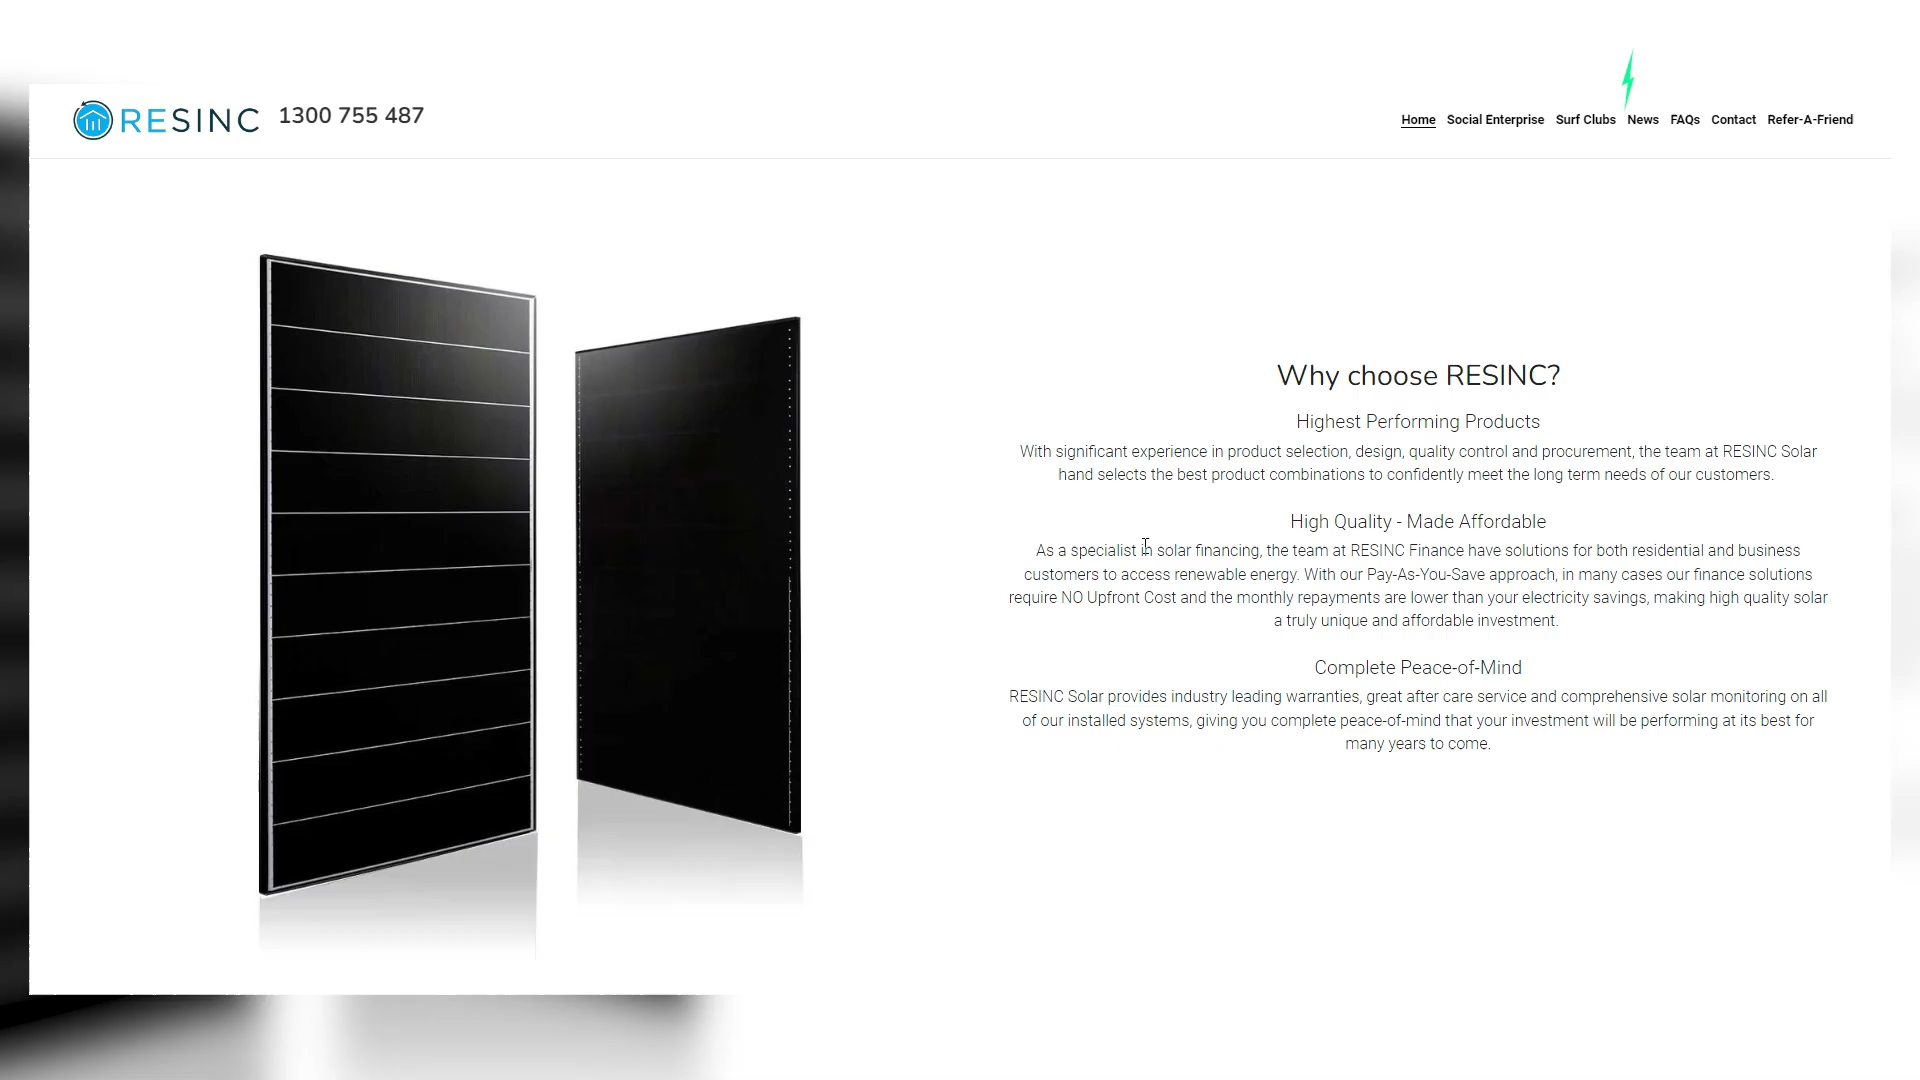 RESINC 1300 755 487
Home Social Enterprise Surf Clubs News FAQs Contact Refer-A-Friend
Why choose RESINC?
Highest Performing Products
With significant experience in product selection, design, quality control and procurement, the team at RESINC Solar
hand selects the best product combinations to confidently meet the long term needs of our customers.
High Quality - Made Affordable
As a specialist in solar financing, the team at RESINC Finance have solutions for both residential and business
customers to access renewable energy. With our Pay-As-You-Save approach, in many cases our finance solutions
require NO Upfront Cost and the monthly repayments are lower than your electricity savings, making high quality solar
a truly unique and affordable investment.
Complete Peace-of-Mind
RESINC Solar provides industry leading warranties, great after care service and comprehensive solar monitoring on all
of our installed systems, giving you complete peace-of-mind that your investment will be performing at its best for
many years to come.